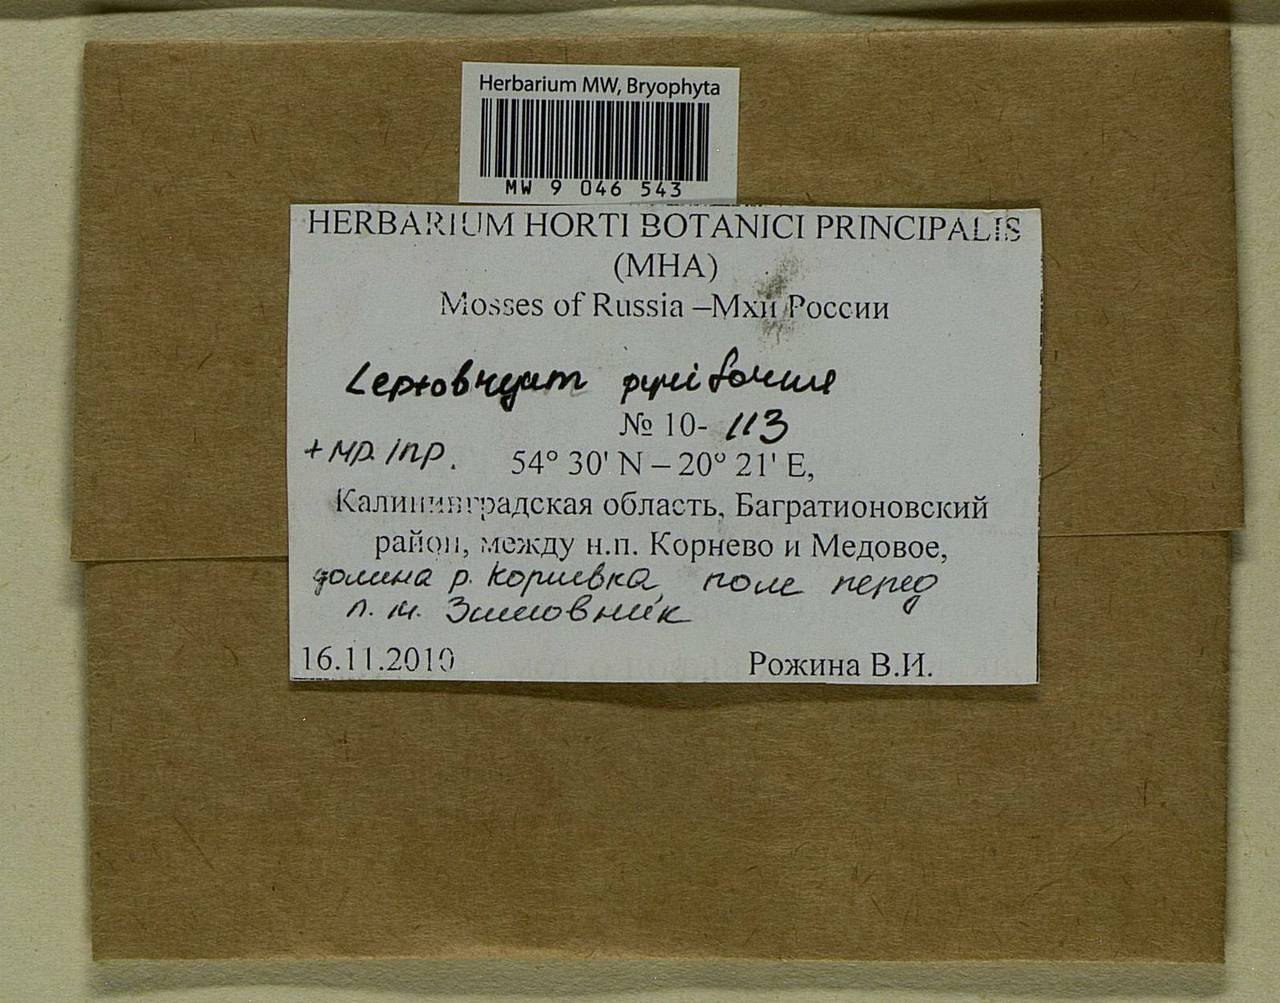 Herbarium MW, Bryophyta
MW 9 046 543
HERBARIUM HORTI BOTANICI PRINCIPALIS
(MHA)
Mosses of Russia –Мхи России
Leptobryum pyriforme
№ 10- 113
+ мр. /пр. 54° 30' N – 20° 21' E,
Калининградская область, Багратионовский
район, между н.п. Корнево и Медовое,
долина р. Корневка, поле перед
п. м. Зимовник
16.11.2010 Рожина В.И.